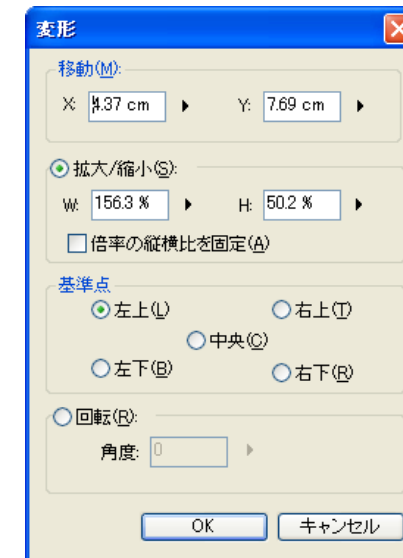 変形
移動(M):
X: 4.37 cm Y: 7.69 cm
拡大/縮小(S):
W: 156.3 % H: 50.2 %
倍率の縦横比を固定(A)
基準点
左上(L) 右上(T)
中央(C)
左下(B) 右下(R)
回転(R):
角度: 0
OK キャンセル